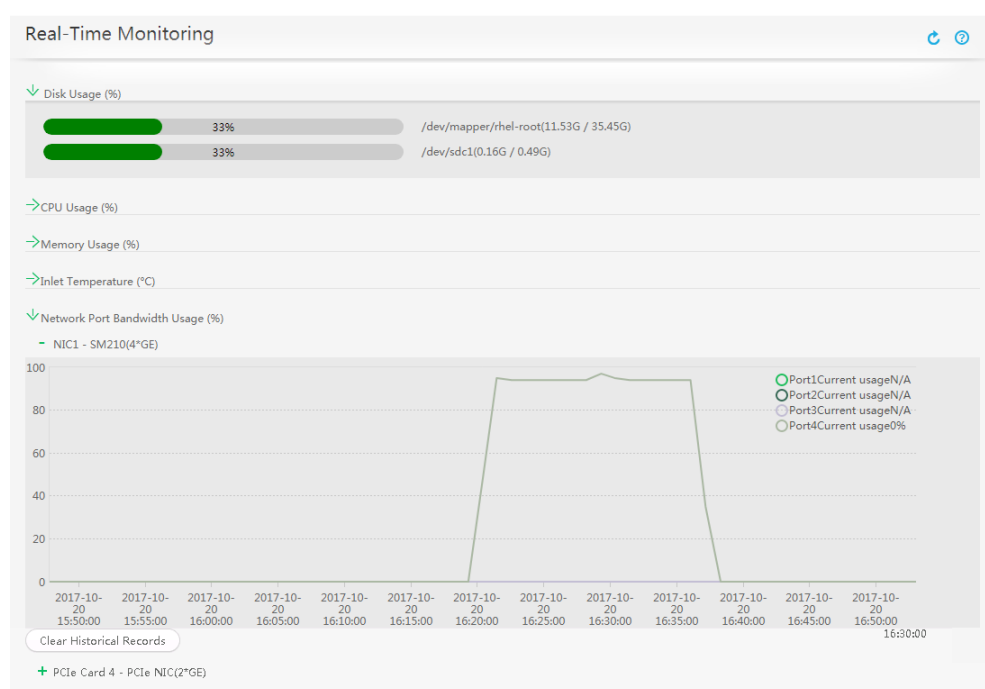 Real-Time Monitoring
Disk Usage (%)
33% /dev/mapper/rhel-root(11.53G / 35.45G)
33% /dev/sdc1(0.16G / 0.49G)
CPU Usage (%)
Memory Usage (%)
Inlet Temperature (°C)
Network Port Bandwidth Usage (%)
- NIC1 - SM210(4*GE)
100
Port1Current usageN/A
Port2Current usageN/A
80
Port3Current usageN/A
Port4Current usage0%
60
40
20
0
2017-10- 2017-10- 2017-10- 2017-10- 2017-10- 2017-10- 2017-10- 2017-10- 2017-10- 2017-10- 2017-10- 2017-10- 2017-10-
20 20 20 20 20 20 20 20 20 20 20 20 20
15:50:00 15:55:00 16:00:00 16:05:00 16:10:00 16:15:00 16:20:00 16:25:00 16:30:00 16:35:00 16:40:00 16:45:00 16:50:00
16:30:00
Clear Historical Records
+ PCIe Card 4 - PCIe NIC(2*GE)